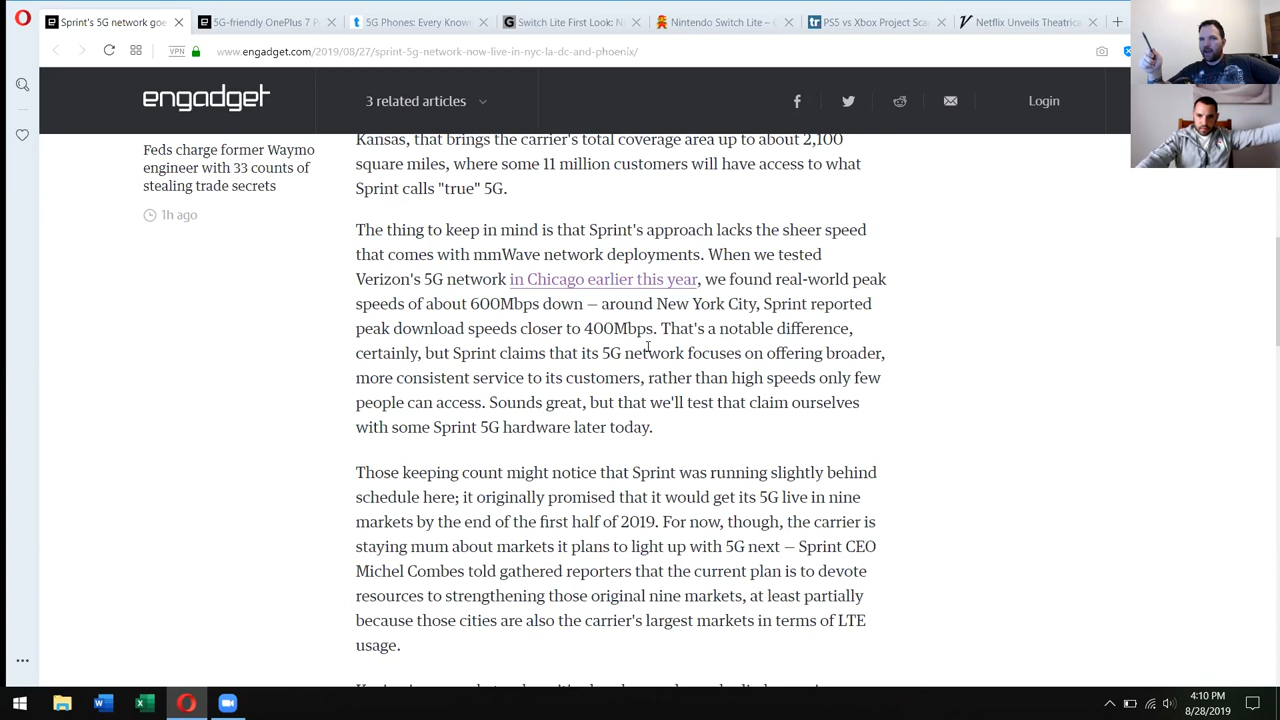 Sprint's 5G network goe
5G-friendly OnePlus 7 P
5G Phones: Every Known
Switch Lite First Look: Ni
Nintendo Switch Lite – C
PS5 vs Xbox Project Scar
Netflix Unveils Theatrica
VPN
www.engadget.com/2019/08/27/sprint-5g-network-now-live-in-nyc-la-dc-and-phoenix/
engadget
3 related articles
Login
Feds charge former Waymo
engineer with 33 counts of
stealing trade secrets
1h ago
Kansas, that brings the carrier's total coverage area up to about 2,100
square miles, where some 11 million customers will have access to what
Sprint calls "true" 5G.
The thing to keep in mind is that Sprint's approach lacks the sheer speed
that comes with mmWave network deployments. When we tested
Verizon's 5G network in Chicago earlier this year, we found real-world peak
speeds of about 600Mbps down — around New York City, Sprint reported
peak download speeds closer to 400Mbps. That's a notable difference,
certainly, but Sprint claims that its 5G network focuses on offering broader,
more consistent service to its customers, rather than high speeds only few
people can access. Sounds great, but that we'll test that claim ourselves
with some Sprint 5G hardware later today.
Those keeping count might notice that Sprint was running slightly behind
schedule here; it originally promised that it would get its 5G live in nine
markets by the end of the first half of 2019. For now, though, the carrier is
staying mum about markets it plans to light up with 5G next — Sprint CEO
Michel Combes told gathered reporters that the current plan is to devote
resources to strengthening those original nine markets, at least partially
because those cities are also the carrier's largest markets in terms of LTE
usage.
4:10 PM
8/28/2019